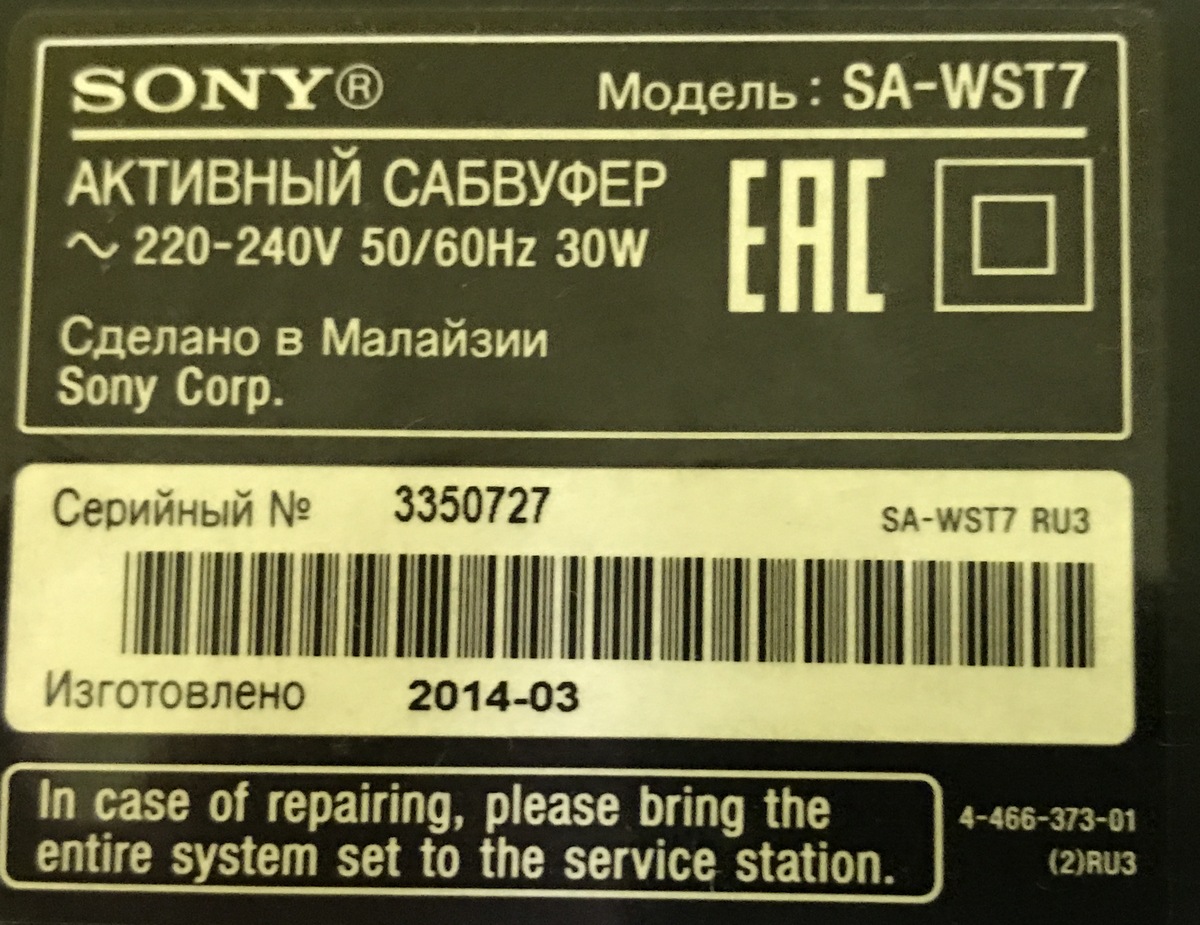 SONY® Модель : SA-WST7
АКТИВНЫЙ САБВУФЕР
~ 220-240V 50/60Hz 30W
EAC
Сделано в Малайзии
Sony Corp.
Серийный № 3350727 SA-WST7 RU3
Изготовлено 2014-03
In case of repairing, please bring the
entire system set to the service station.
4-466-373-01
(2)RU3